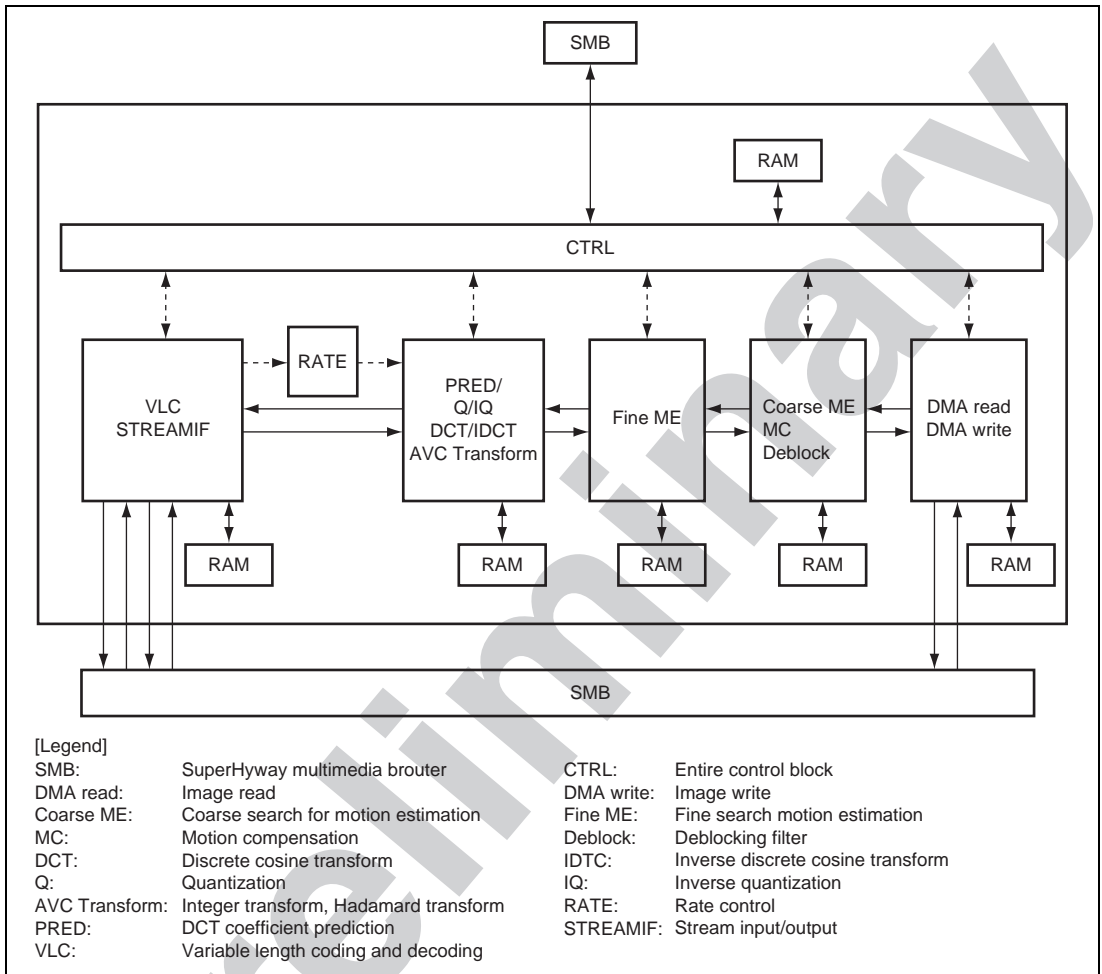 SMB
RAM
CTRL
VLC
STREAMIF
RATE
PRED/
Q/IQ
DCT/IDCT
AVC Transform
Fine ME
Coarse ME
MC
Deblock
DMA read
DMA write
RAM
RAM
RAM
RAM
RAM
SMB
[Legend]
SMB: SuperHyway multimedia brouter
CTRL: Entire control block
DMA read: Image read
DMA write: Image write
Coarse ME: Coarse search for motion estimation
Fine ME: Fine search motion estimation
MC: Motion compensation
Deblock: Deblocking filter
DCT: Discrete cosine transform
IDTC: Inverse discrete cosine transform
Q: Quantization
IQ: Inverse quantization
AVC Transform: Integer transform, Hadamard transform
RATE: Rate control
PRED: DCT coefficient prediction
STREAMIF: Stream input/output
VLC: Variable length coding and decoding
reliminary